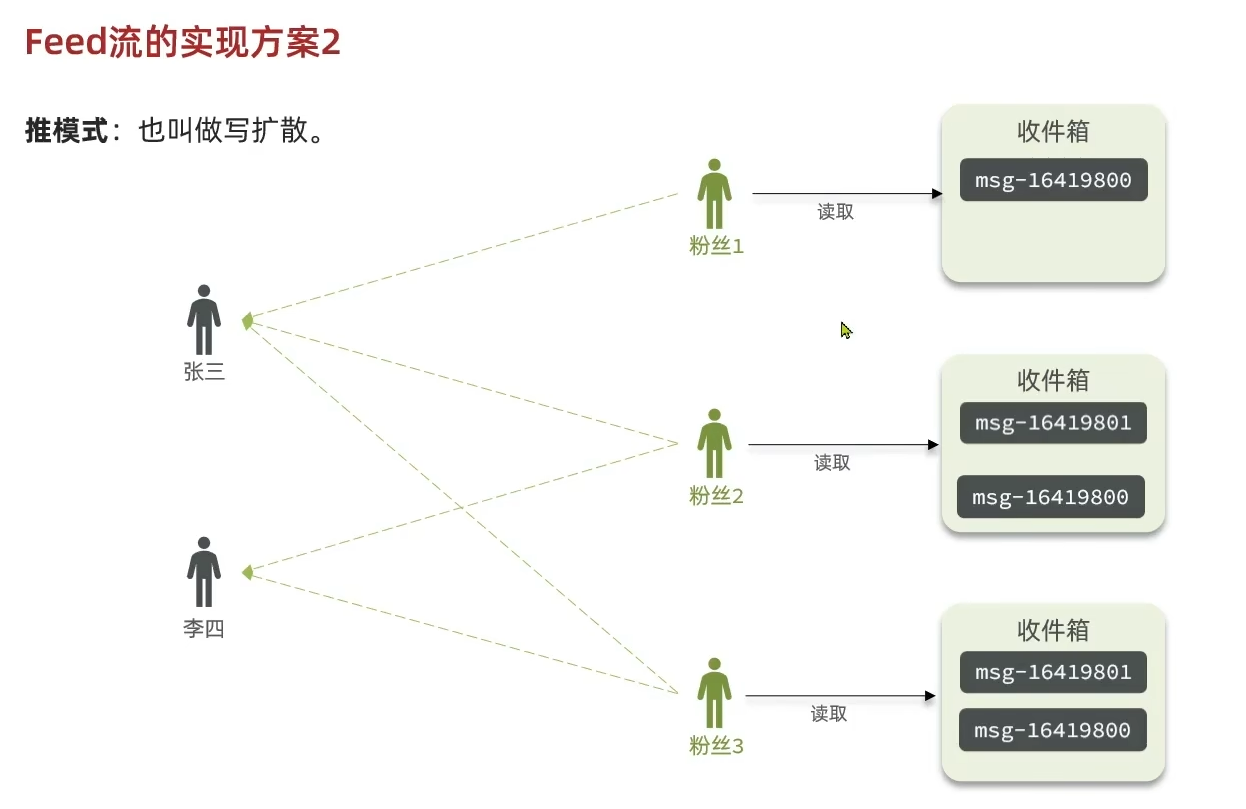 Feed流的实现方案2
推模式：也叫做写扩散。
收件箱
msg-16419800
读取
粉丝1
张三
收件箱
msg-16419801
msg-16419800
读取
粉丝2
李四
收件箱
msg-16419801
msg-16419800
读取
粉丝3